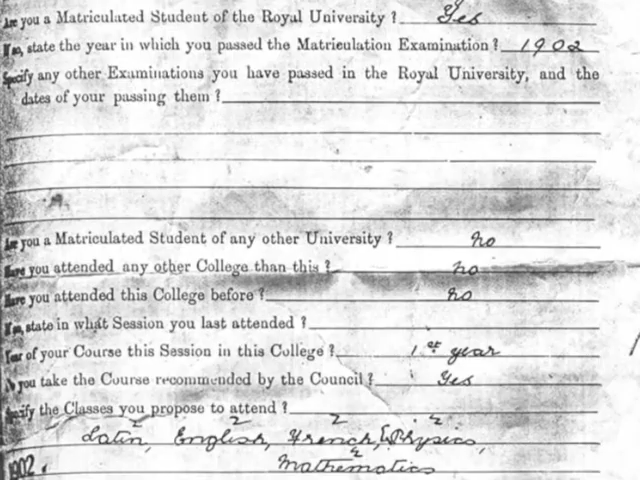 Are you a Matriculated Student of the Royal University? Yes
If so, state the year in which you passed the Matriculation Examination? 1902
Specify any other Examinations you have passed in the Royal University, and the
dates of your passing them?
Are you a Matriculated Student of any other University? no
Have you attended any other College than this? no
Have you attended this College before? no
If so, state in what Session you last attended?
Year of your Course this Session in this College? 1st year
Do you take the Course recommended by the Council? Yes
Specify the Classes you propose to attend?
2 2 2 2
Latin, English, French, & Physics,
2
Mathematics
1902.